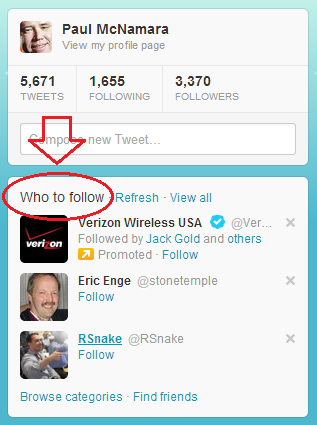 Paul McNamara
View my profile page
5,671 1,655 3,370
TWEETS FOLLOWING FOLLOWERS
Compose new Tweet...
Who to follow · Refresh · View all
verizon
Verizon Wireless USA @Ver...
Followed by Jack Gold and others
Promoted · Follow
Eric Enge @stonetemple
Follow
RSnake @RSnake
Follow
Browse categories · Find friends